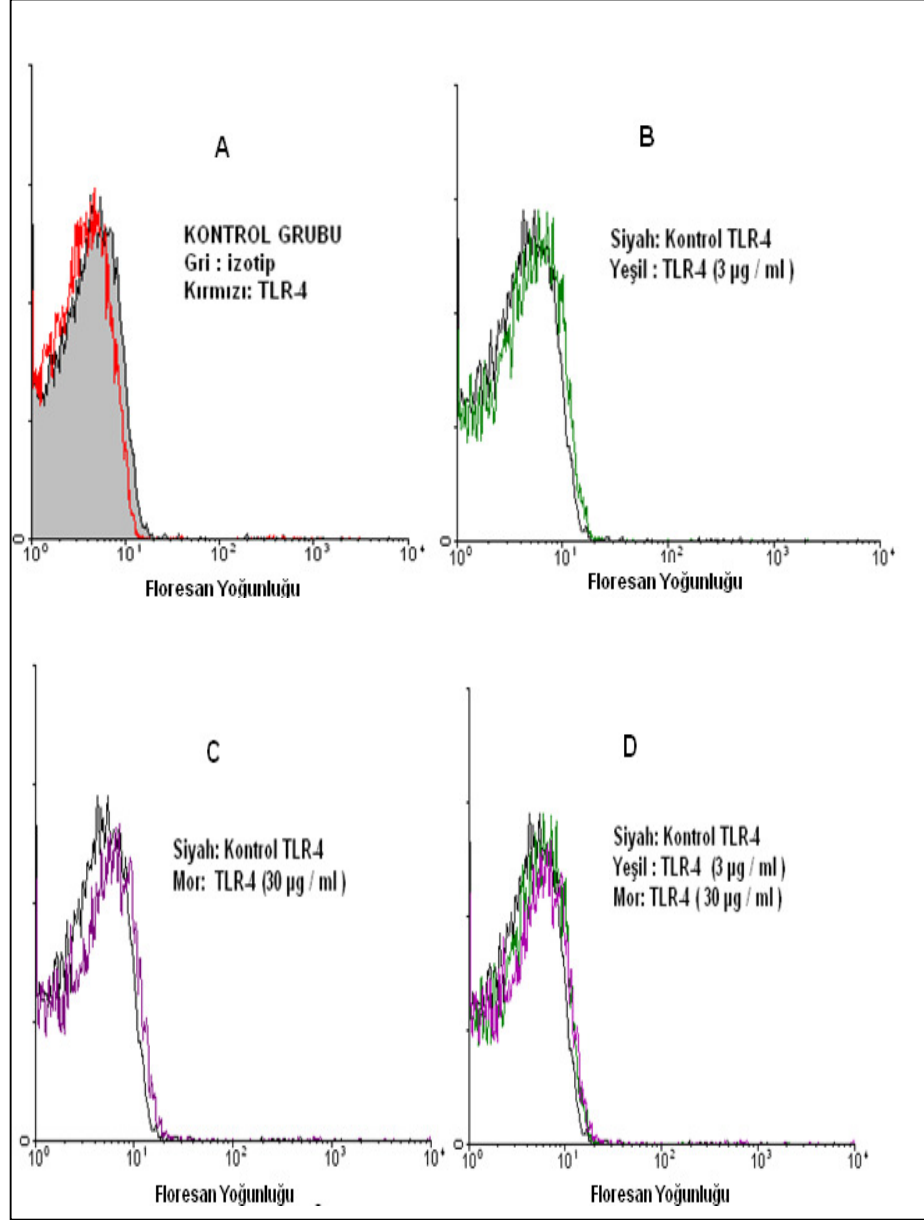 A
KONTROL GRUBU
Gri : izotip
Kırmızı: TLR-4
0
10⁰ 10¹ 10² 10³ 10⁴
Floresan Yoğunluğu
B
Siyah: Kontrol TLR-4
Yeşil : TLR-4 (3 µg / ml )
0
10⁰ 10¹ 10² 10³ 10⁴
Floresan Yoğunluğu
C
Siyah: Kontrol TLR-4
Mor: TLR-4 (30 µg / ml )
0
10⁰ 10¹ 10² 10³ 10⁴
Floresan Yoğunluğu
D
Siyah: Kontrol TLR-4
Yeşil : TLR-4 (3 µg / ml )
Mor: TLR-4 ( 30 µg / ml )
0
10⁰ 10¹ 10² 10³ 10⁴
Floresan Yoğunluğu